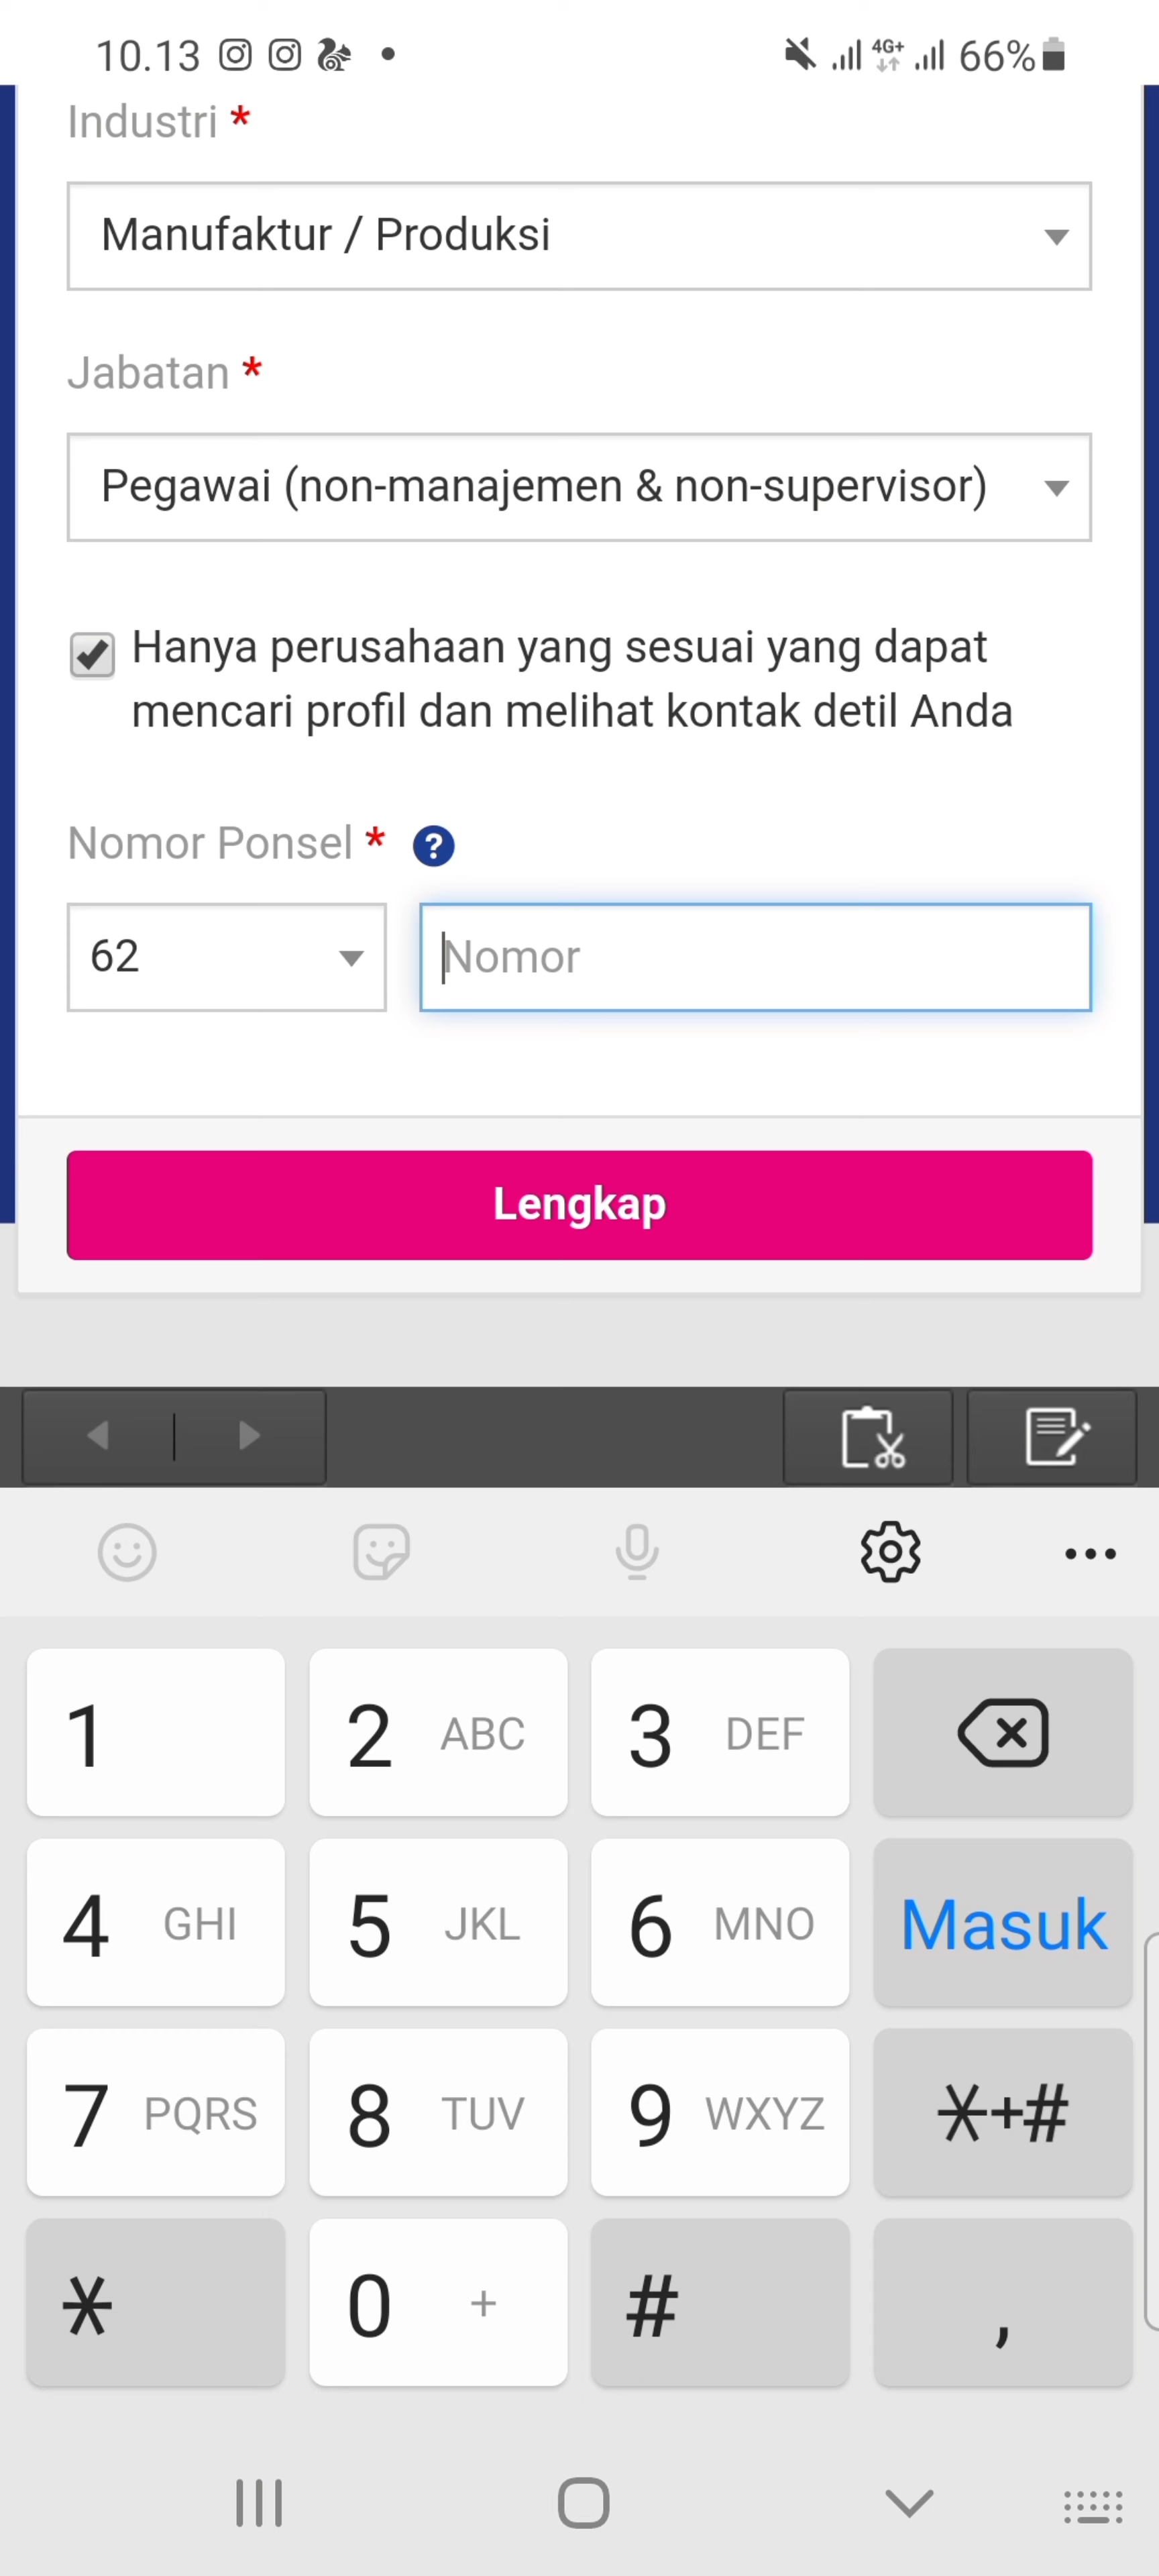 10.13 4G+ 66%
Industri *
Manufaktur / Produksi
Jabatan *
Pegawai (non-manajemen & non-supervisor)
Hanya perusahaan yang sesuai yang dapat
mencari profil dan melihat kontak detil Anda
Nomor Ponsel * ?
62 Nomor
Lengkap
1 2 ABC 3 DEF
4 GHI 5 JKL 6 MNO Masuk
7 PQRS 8 TUV 9 WXYZ *+#
* 0 + # ,